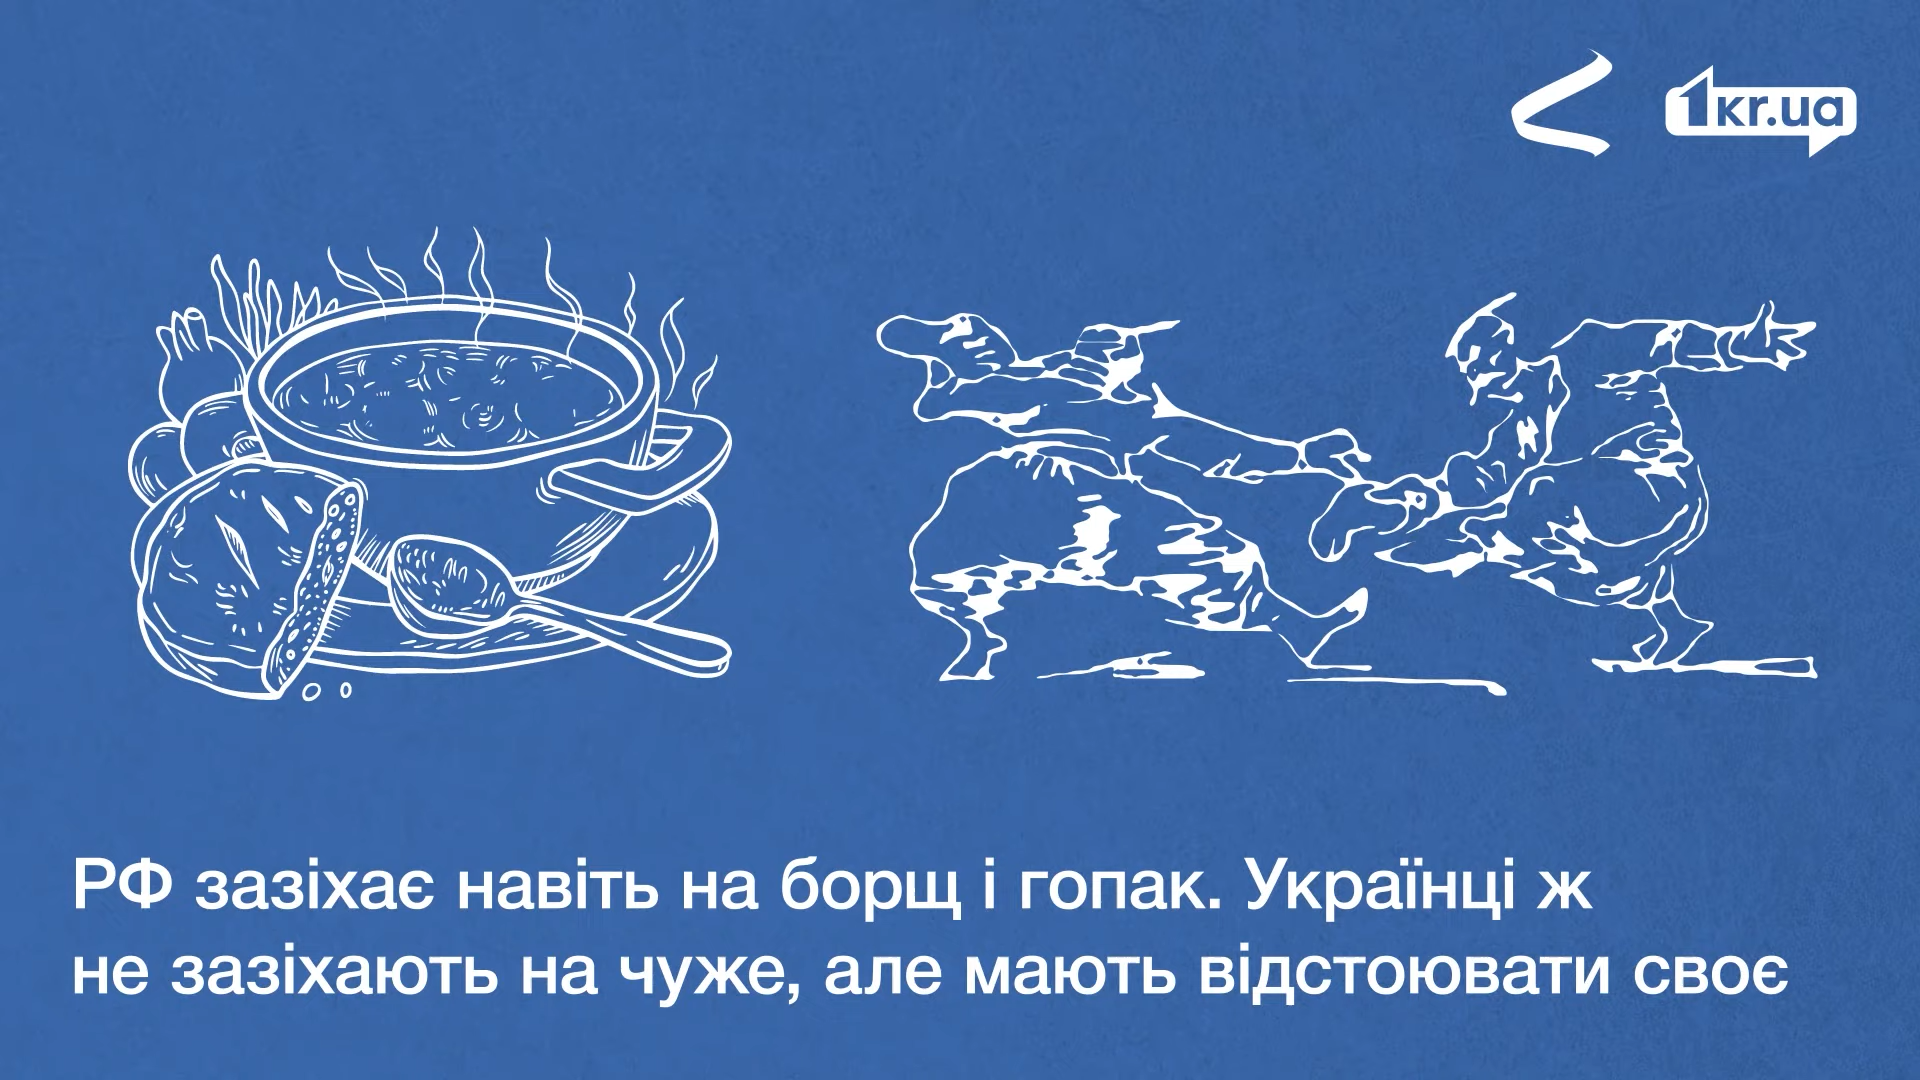 1kr.ua
РФ зазіхає навіть на борщ і гопак. Українці ж
не зазіхають на чуже, але мають відстоювати своє